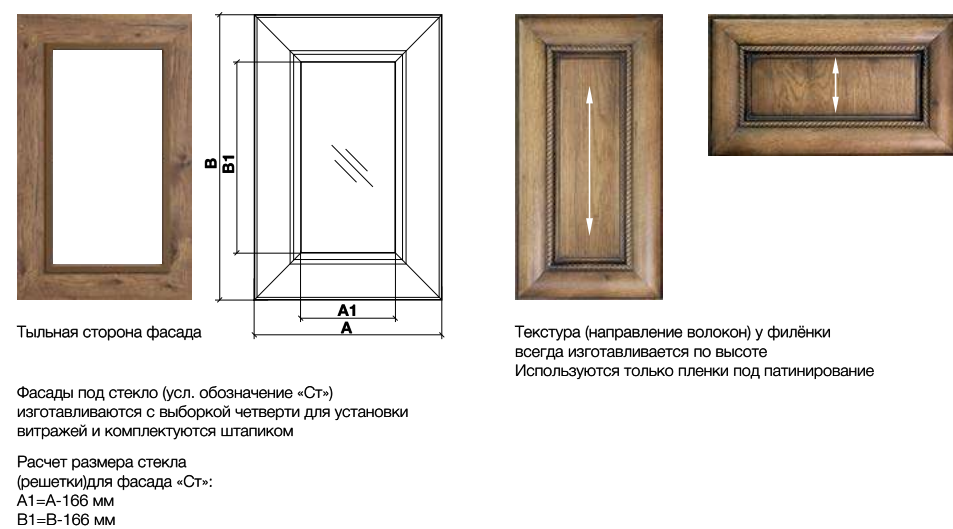 B
B1
A1
A
Тыльная сторона фасада
Фасады под стекло (усл. обозначение «Ст»)
изготавливаются с выборкой четверти для установки
витражей и комплектуются штапиком
Расчет размера стекла
(решетки)для фасада «Ст»:
A1=A-166 мм
B1=B-166 мм
Текстура (направление волокон) у филёнки
всегда изготавливается по высоте
Используются только пленки под патинирование